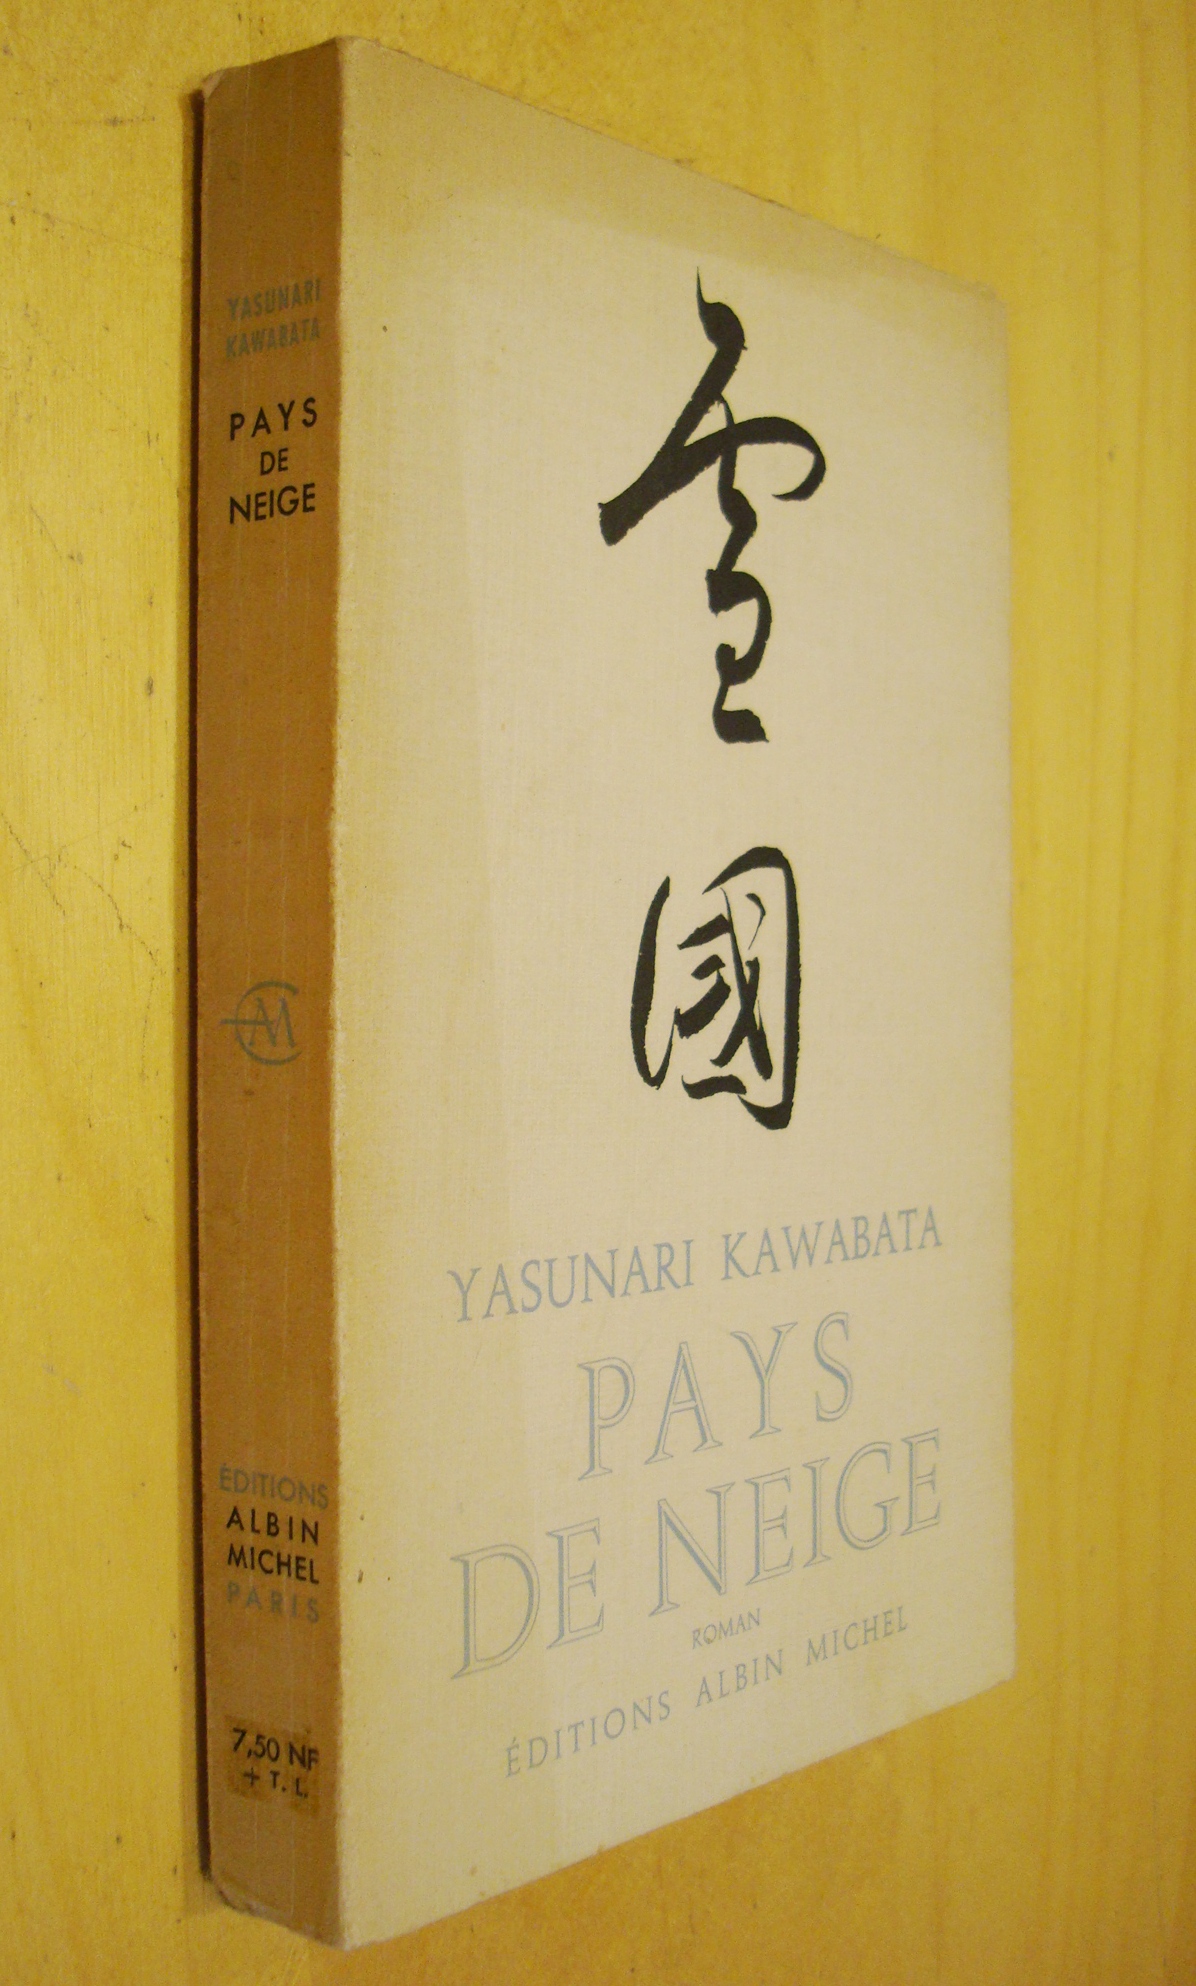 YASUNARI
KAWABATA
PAYS
DE
NEIGE
AM
ÉDITIONS
ALBIN
MICHEL
PARIS
7,50 NF
+ T. L.
雪
國
YASUNARI KAWABATA
PAYS
DE NEIGE
ROMAN
ÉDITIONS ALBIN MICHEL